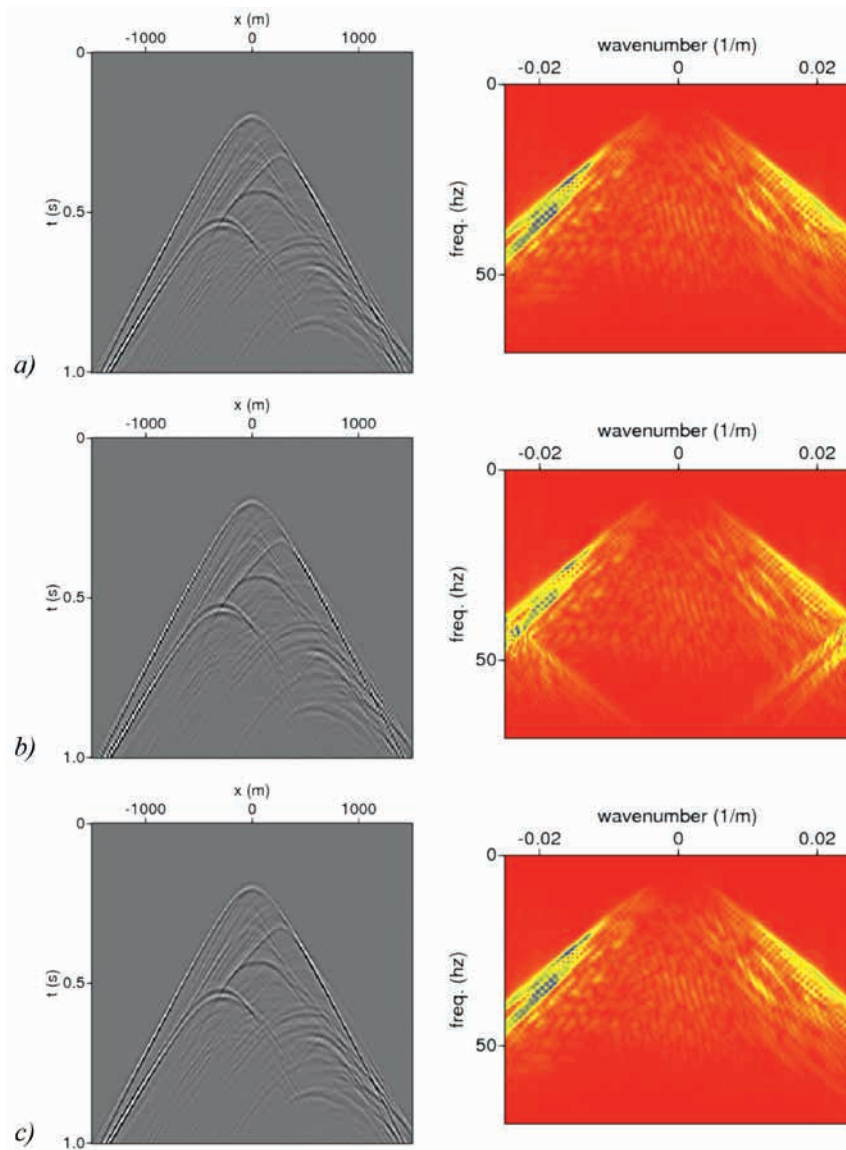 x (m)
-1000 0 1000
0
0.5
1.0
t (s)
wavenumber (1/m)
-0.02 0 0.02
0
50
freq. (hz)
a)
x (m)
-1000 0 1000
0
0.5
1.0
t (s)
wavenumber (1/m)
-0.02 0 0.02
0
50
freq. (hz)
b)
x (m)
-1000 0 1000
0
0.5
1.0
t (s)
wavenumber (1/m)
-0.02 0 0.02
0
50
freq. (hz)
c)